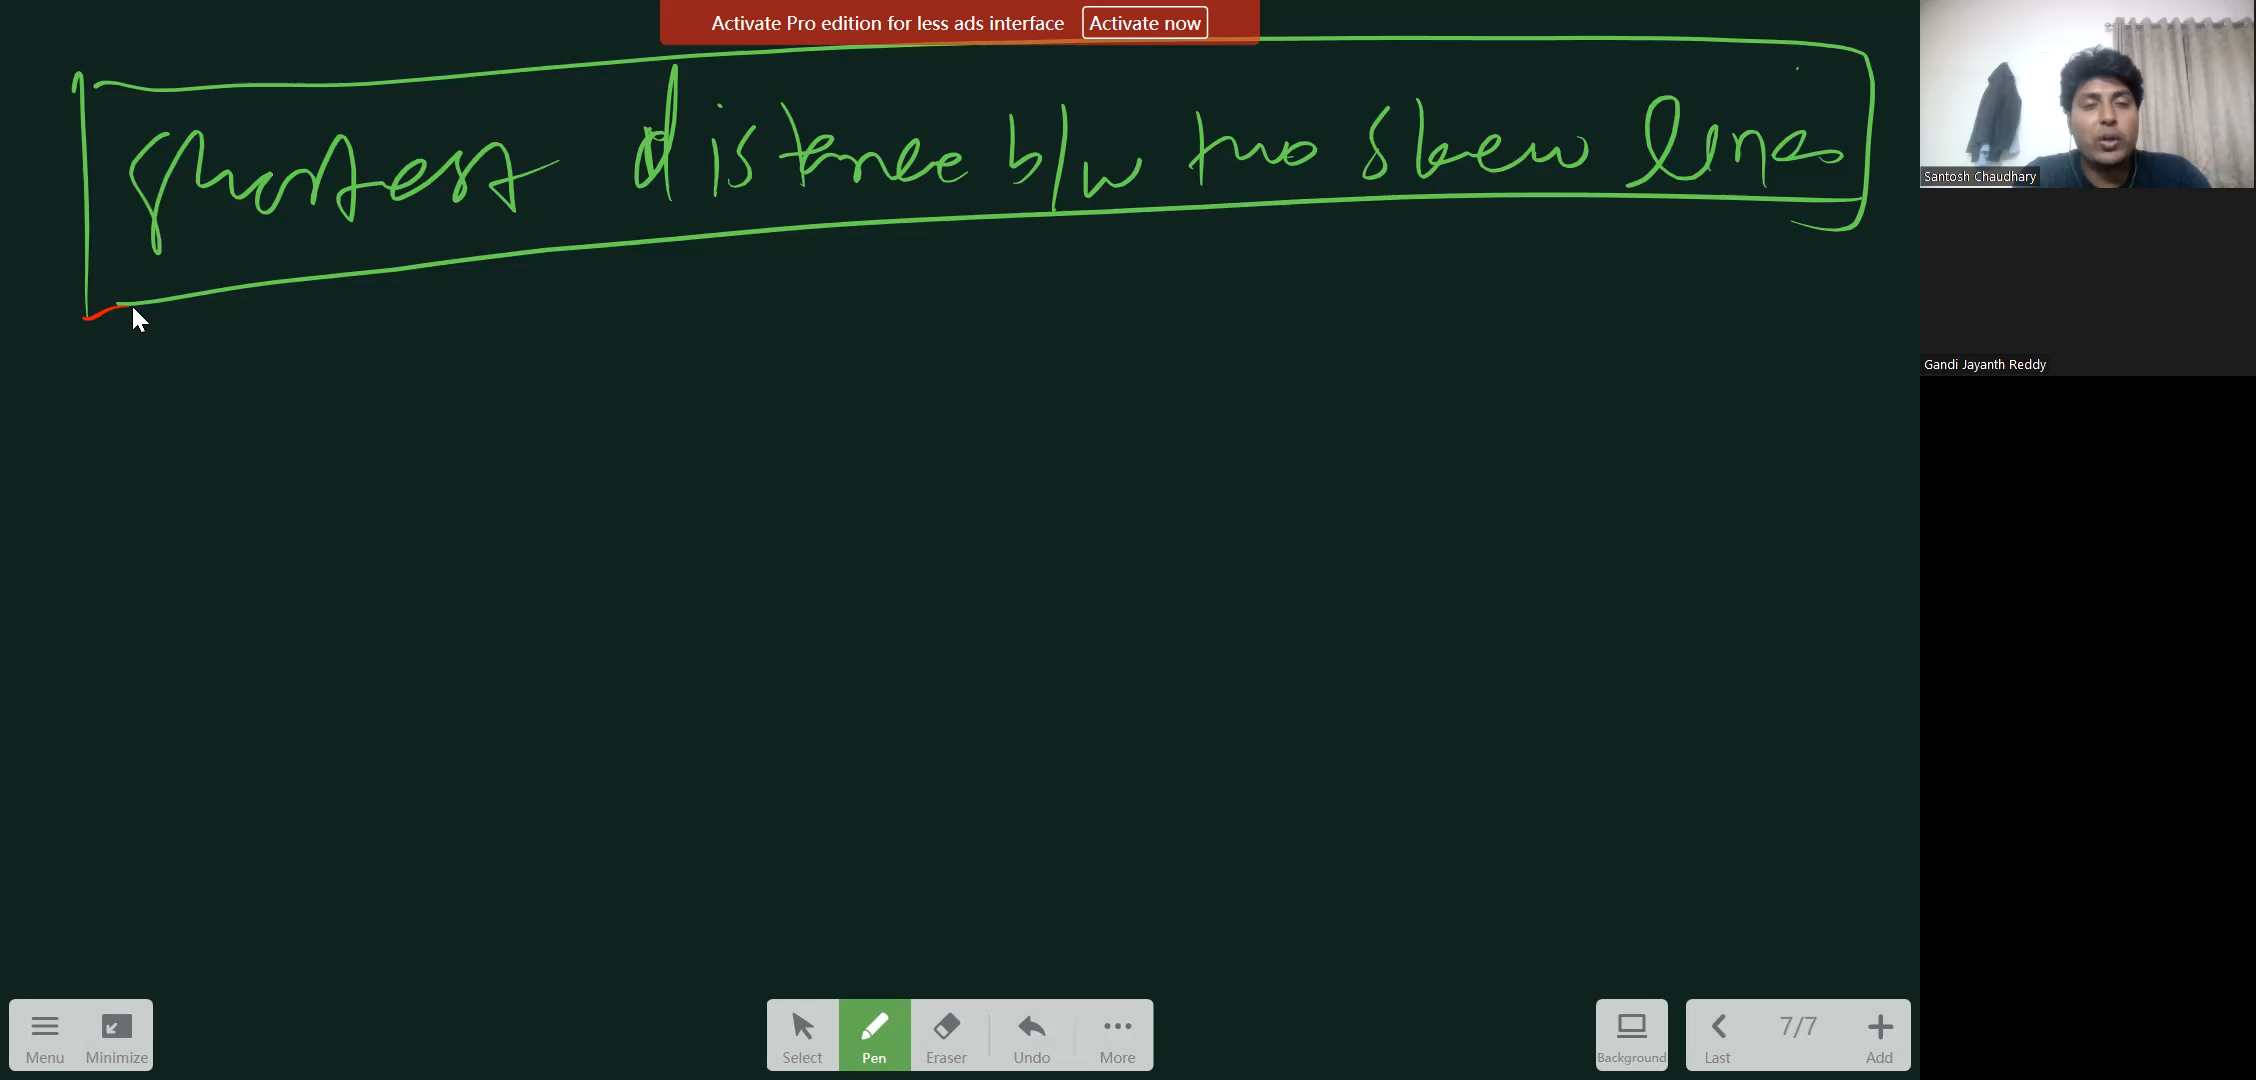 Activate Pro edition for less ads interface Activate now
Shortest distance b/w two skew lines
Santosh Chaudhary
Gandi Jayanth Reddy
Menu Minimize Select Pen Eraser Undo More Background Last 7/7 Add